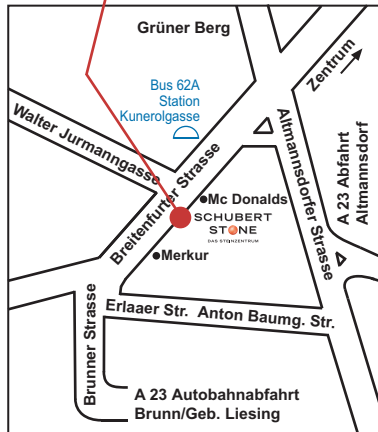 Grüner Berg
Zentrum
Bus 62A
Station
Kunerolgasse
Walter Jurmanngasse
Breitenfurter Strasse
Altmannsdorfer
Strasse
A 23 Abfahrt
Altmannsdorf
Mc Donalds
SCHUBERT
STONE
DAS STEINZENTRUM
Merkur
Erlaaer Str. Anton Baumg. Str.
Brunner Strasse
A 23 Autobahnabfahrt
Brunn/Geb. Liesing